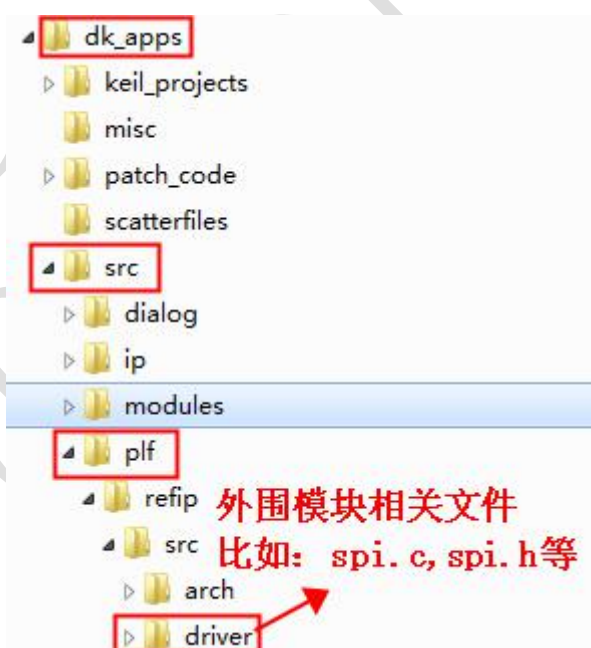 dk_apps
keil_projects
misc
patch_code
scatterfiles
src
dialog
ip
modules
plf
refip
外围模块相关文件
src
比如：spi.c,spi.h等
arch
driver